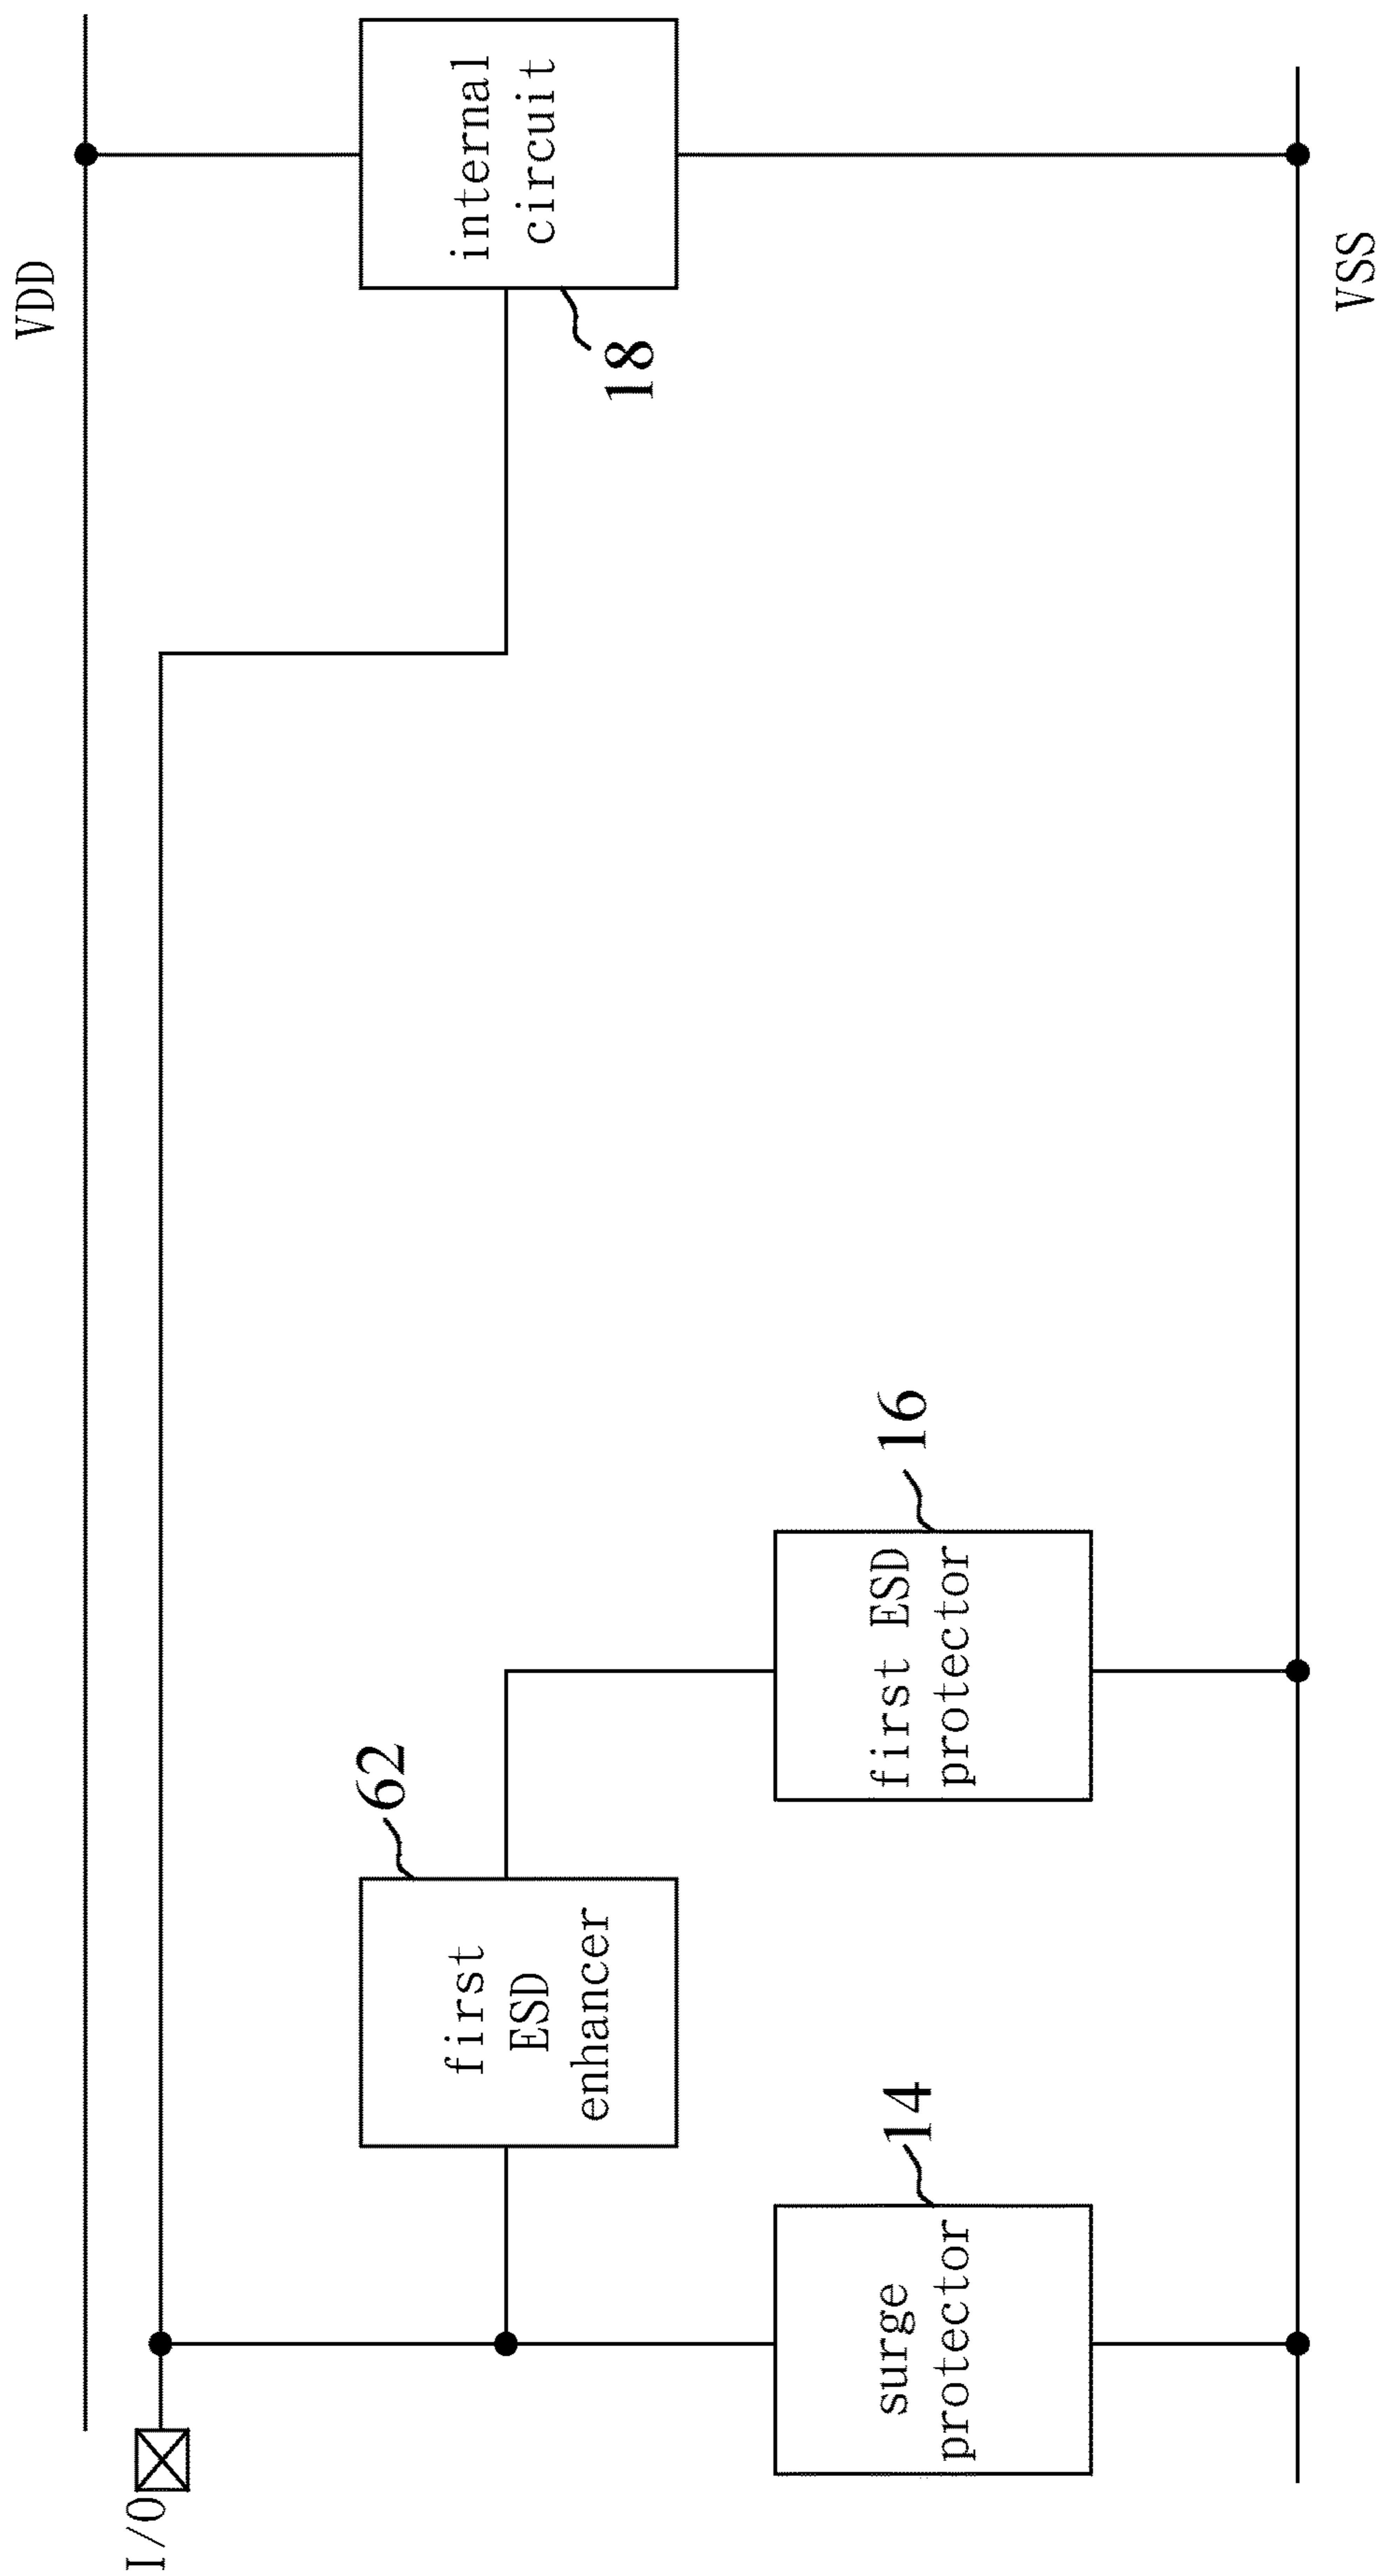 VDD
I/O
first
ESD
enhancer
62
internal
circuit
18
surge
protector
14
first ESD
protector
16
VSS